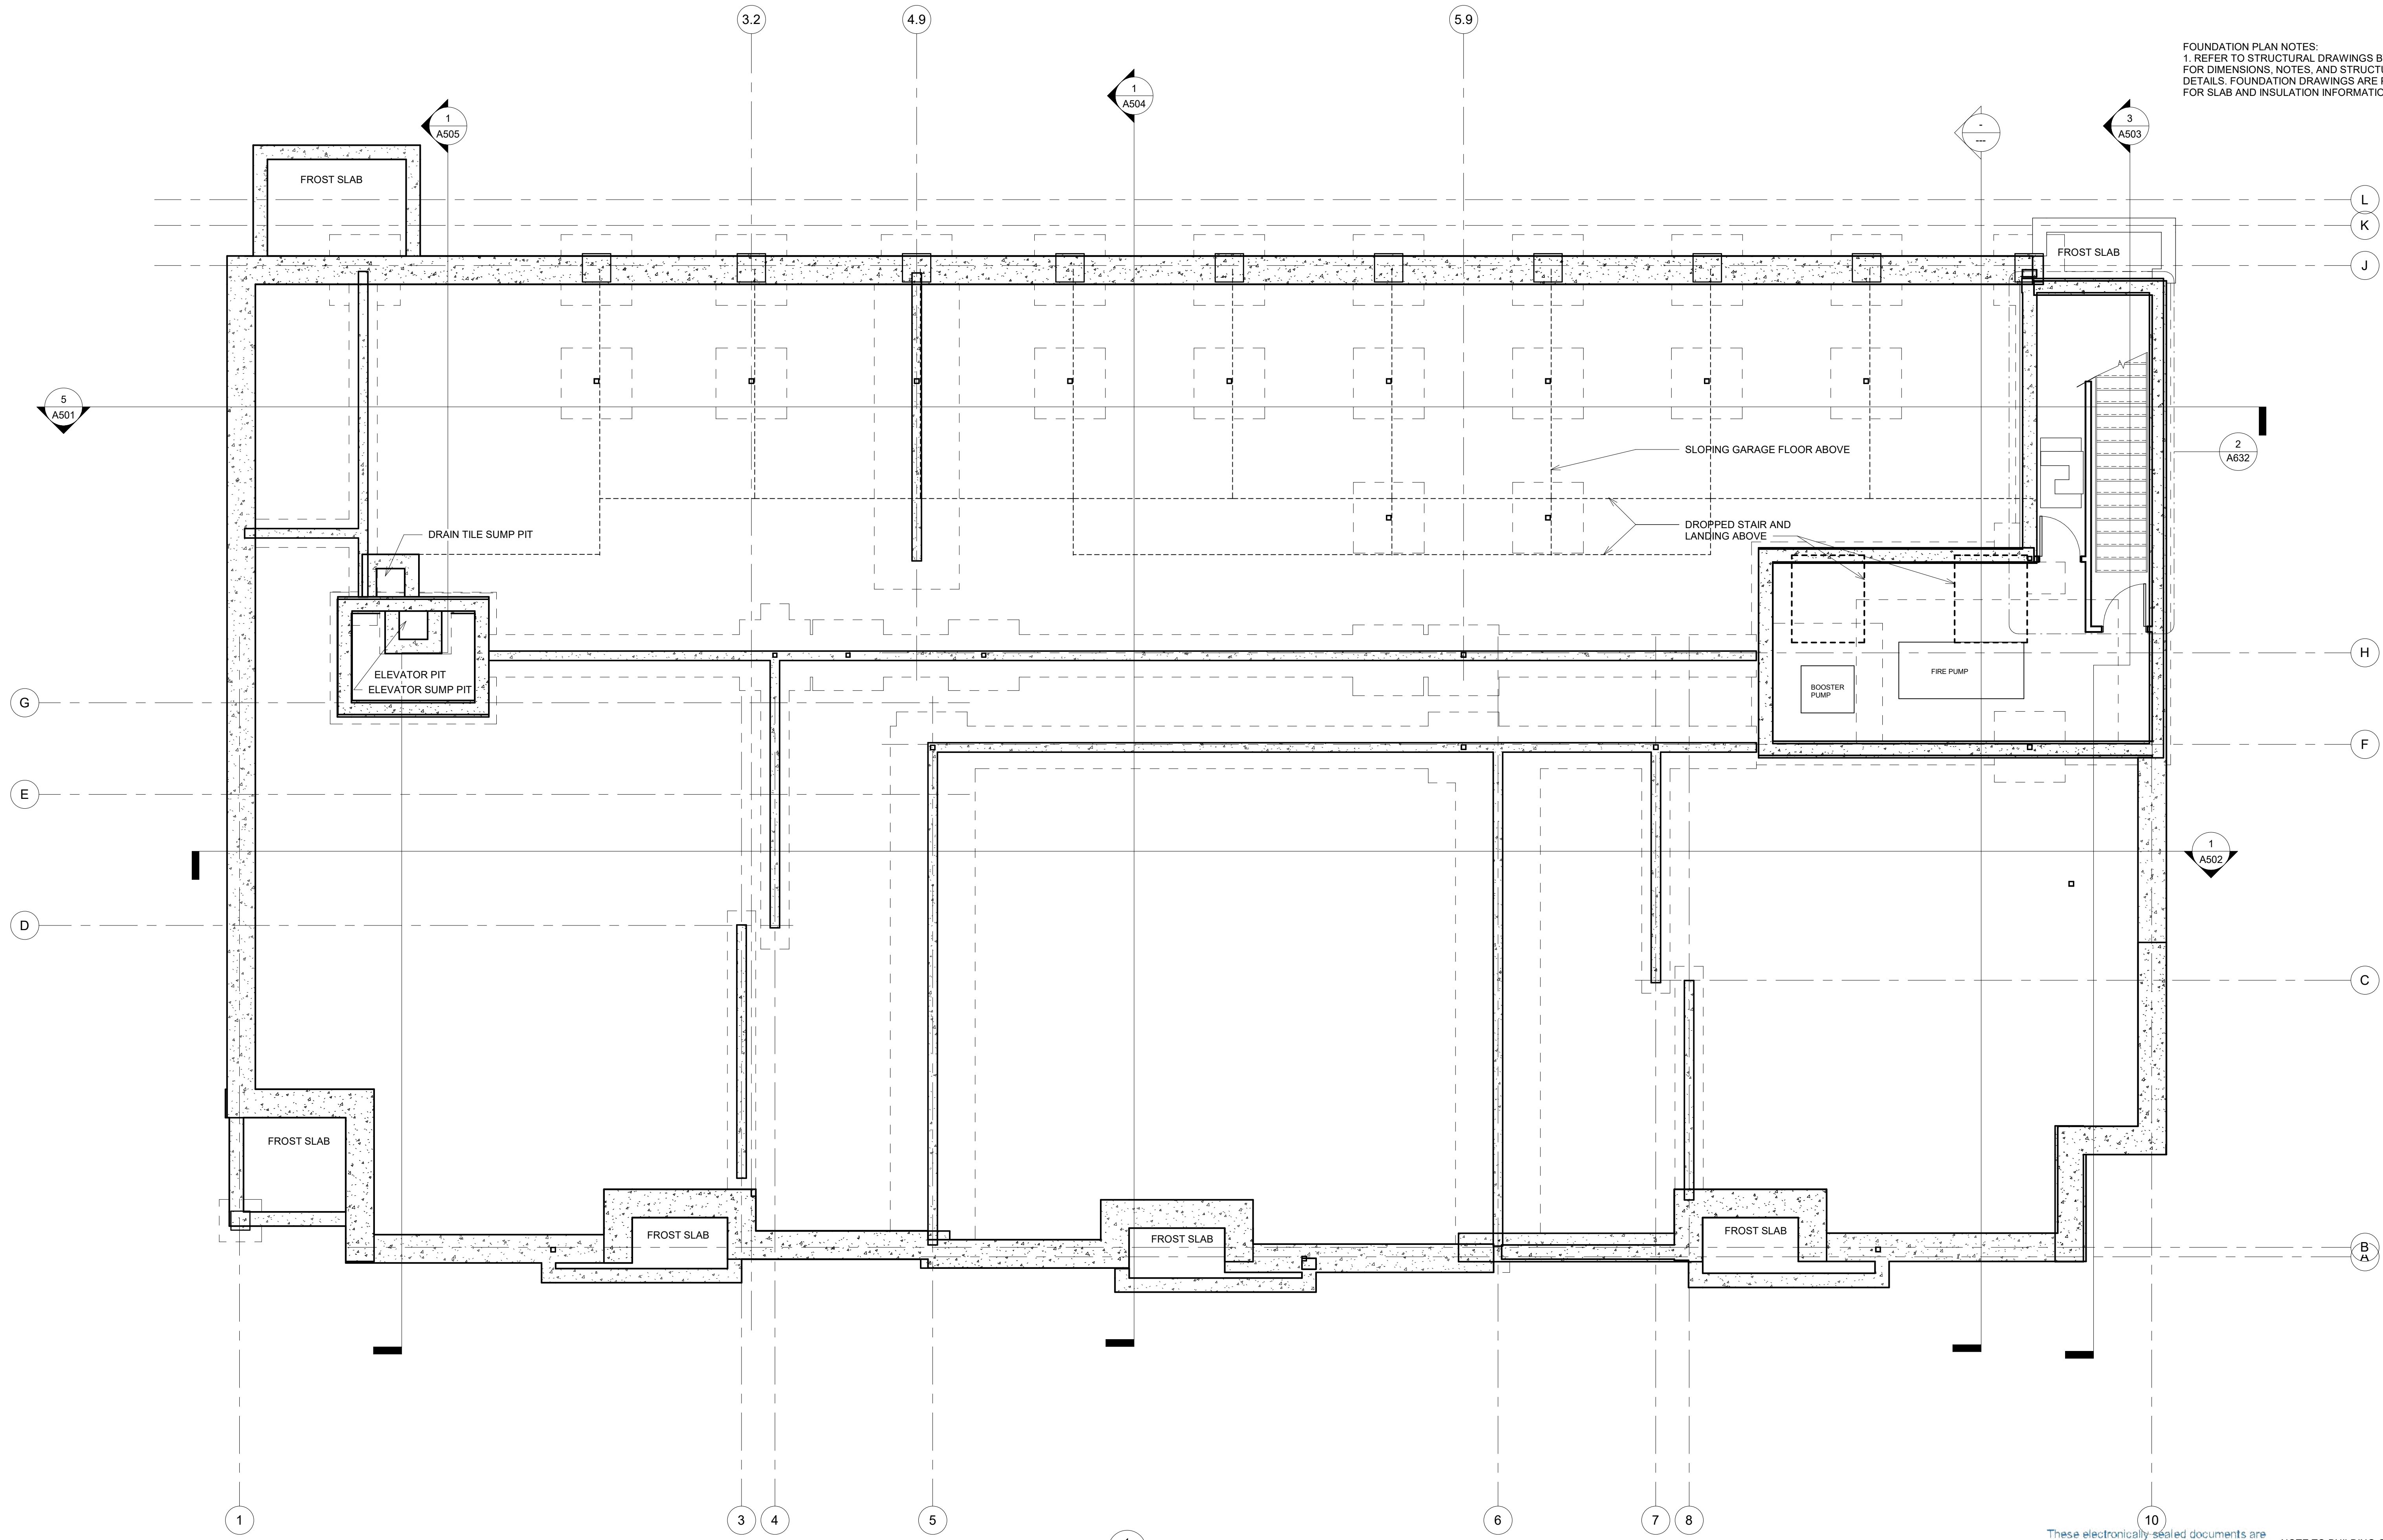 3.2
4.9
5.9
FOUNDATION PLAN NOTES:
1. REFER TO STRUCTURAL DRAWINGS B
FOR DIMENSIONS, NOTES, AND STRUCTU
DETAILS. FOUNDATION DRAWINGS ARE
FOR SLAB AND INSULATION INFORMATIO
1
A504
1
A505
-
---
3
A503
FROST SLAB
L
K
FROST SLAB
J
5
A501
SLOPING GARAGE FLOOR ABOVE
2
A632
DROPPED STAIR AND
LANDING ABOVE
DRAIN TILE SUMP PIT
H
ELEVATOR PIT
ELEVATOR SUMP PIT
FIRE PUMP
BOOSTER
PUMP
G
F
E
1
A502
D
C
FROST SLAB
FROST SLAB
FROST SLAB
FROST SLAB
B
A
1
3
4
5
6
7
8
10
These electronically sealed documents are